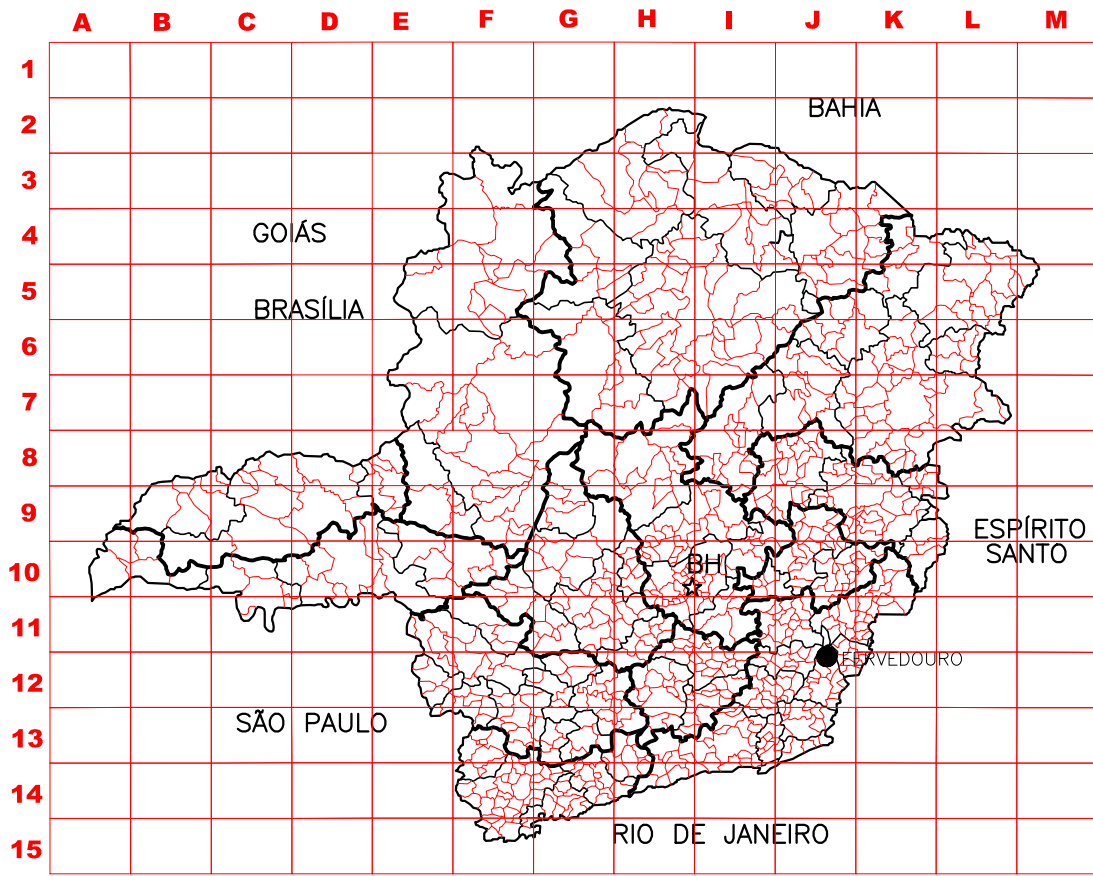 A B C D E F G H I J K L M
1
2 BAHIA
3
4 GOIÁS
5 BRASÍLIA
6
7
8
9 ESPÍRITO
SANTO
10 BH
11
12 FERVEDOURO
13 SÃO PAULO
14
15 RIO DE JANEIRO